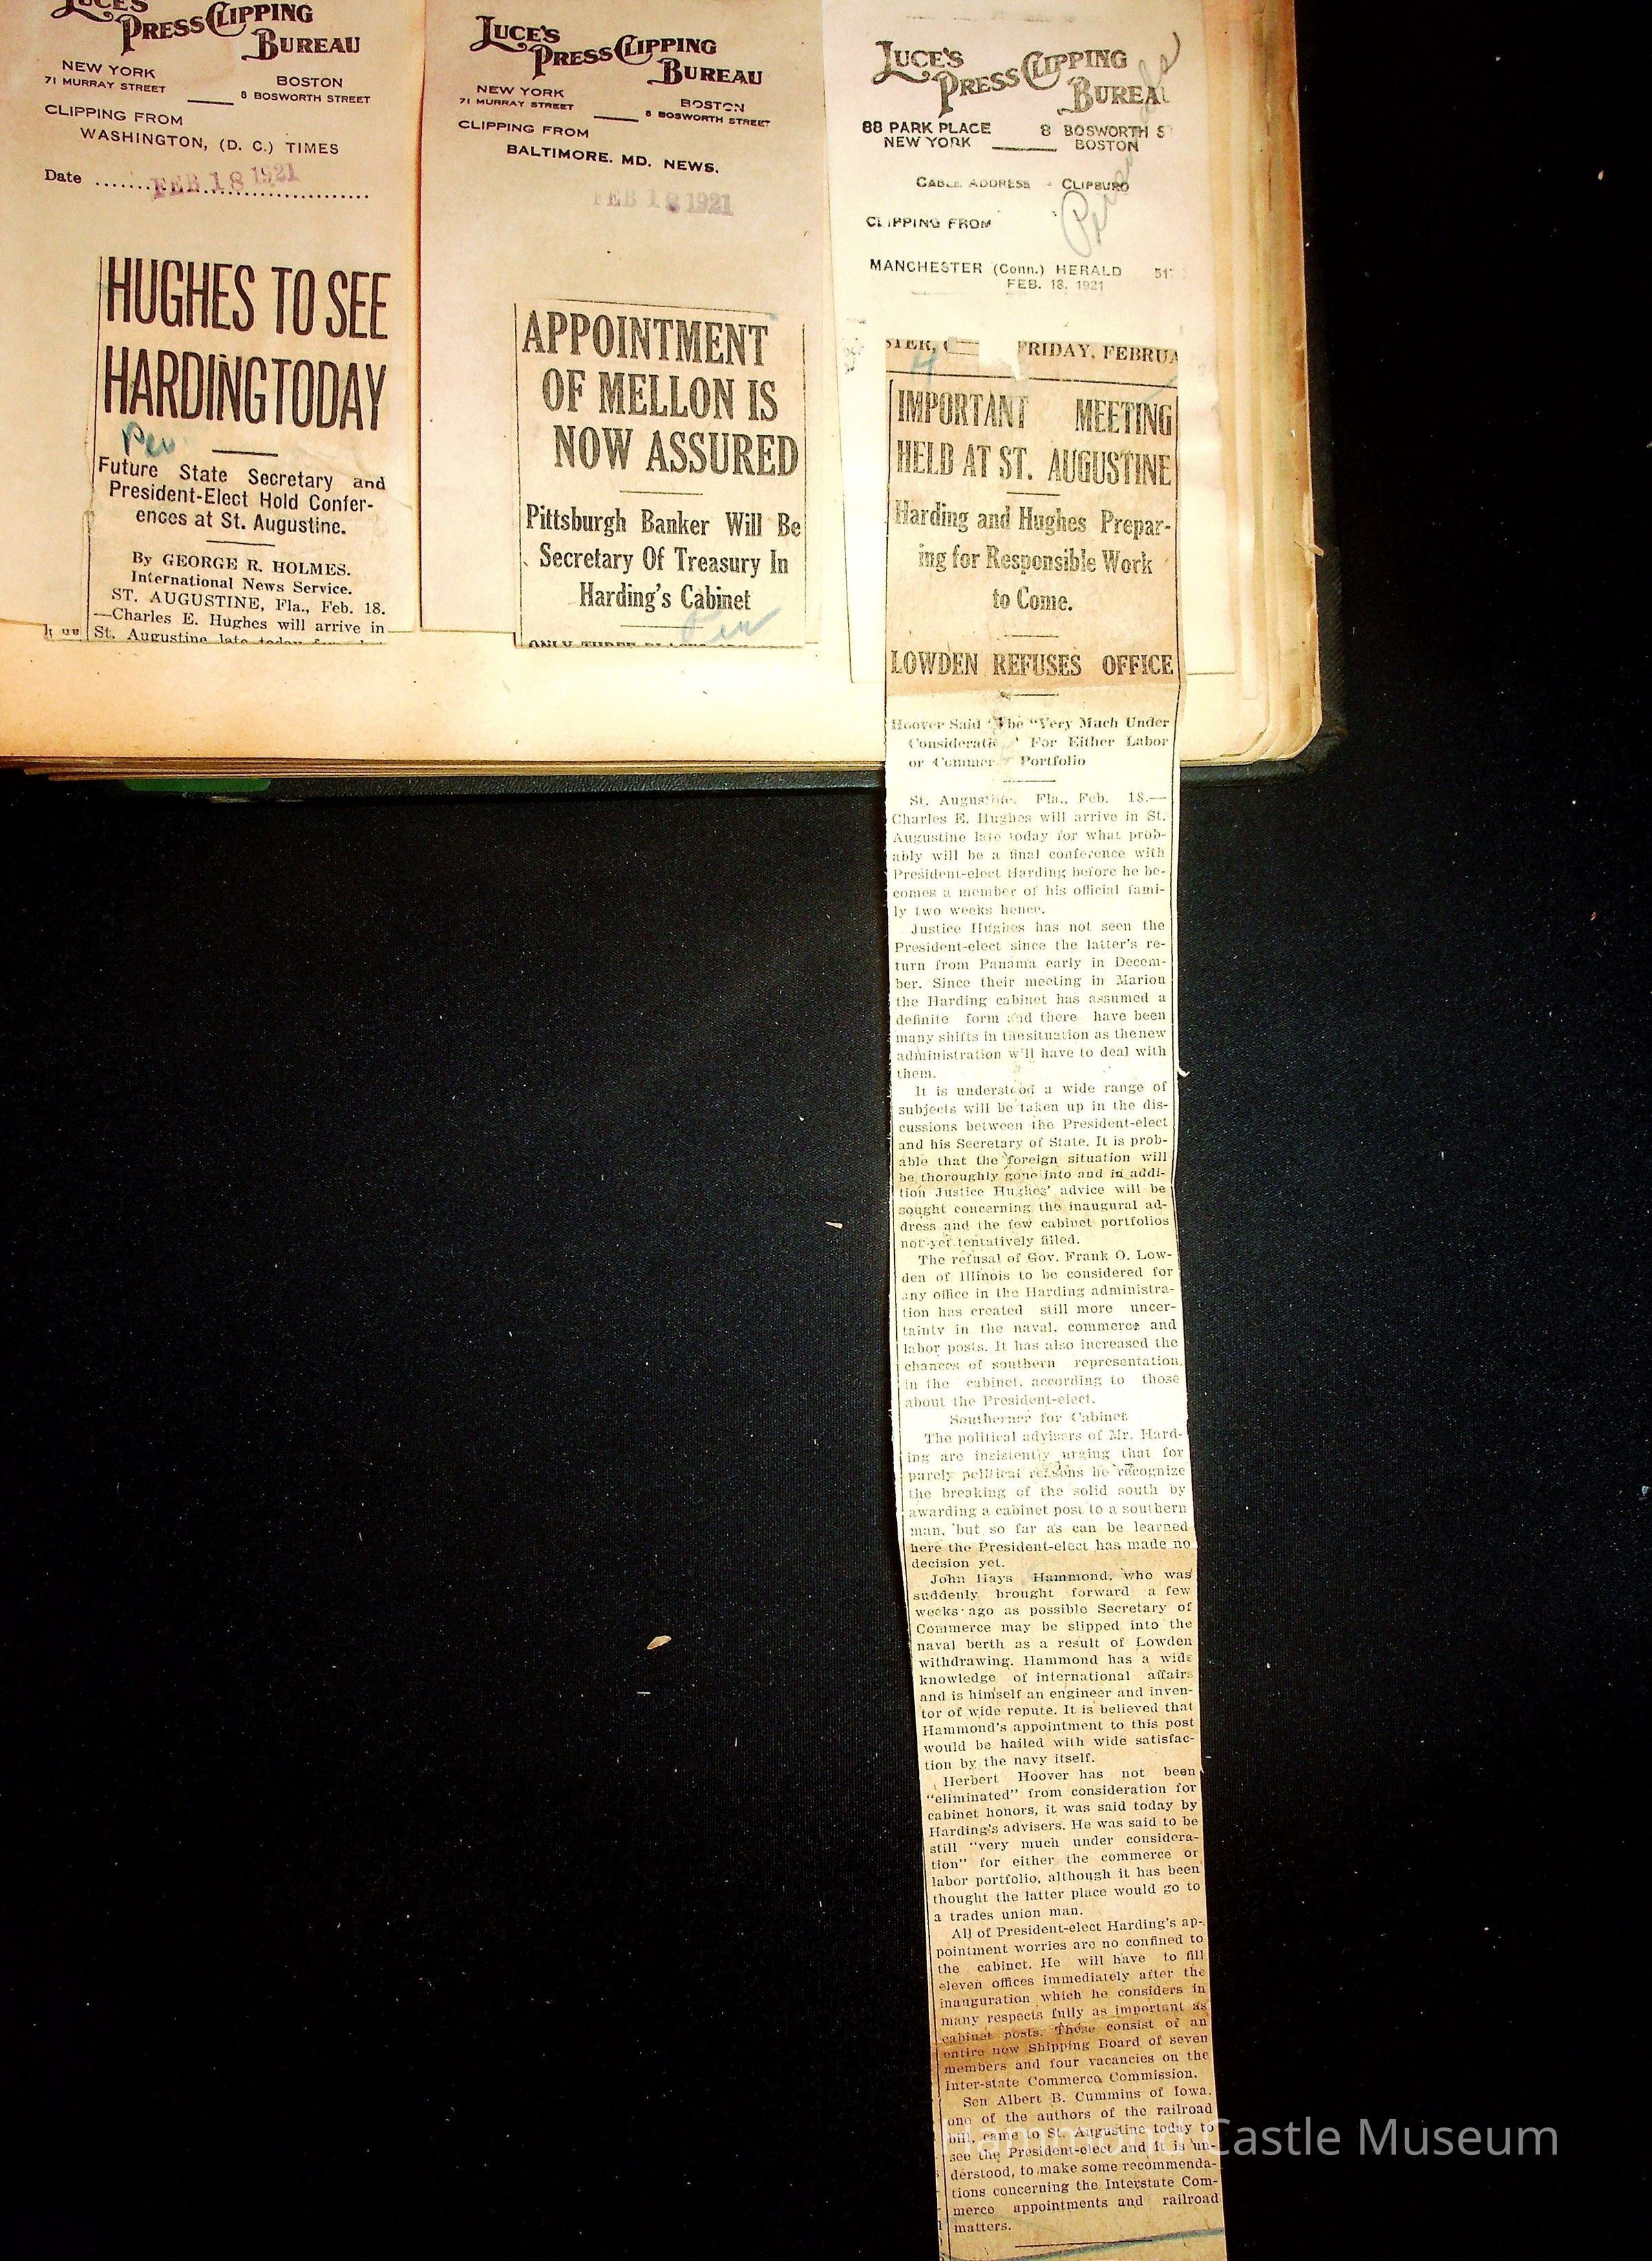 LUCE'S
PRESS CLIPPING
BUREAU
NEW YORK
71 MURRAY STREET
BOSTON
8 BOSWORTH STREET
CLIPPING FROM
WASHINGTON, (D. C.) TIMES
Date
FEB 18 1921
HUGHES TO SEE
HARDING TODAY
Future State Secretary and
President-Elect Hold Confer-
ences at St. Augustine.
By GEORGE R. HOLMES.
International News Service.
ST. AUGUSTINE, Fla., Feb. 18.
—Charles E. Hughes will arrive in
St. Augustine late today
LUCE'S
PRESS CLIPPING
BUREAU
NEW YORK
71 MURRAY STREET
BOSTON
8 BOSWORTH STREET
CLIPPING FROM
BALTIMORE. MD. NEWS.
FEB 18 1921
APPOINTMENT
OF MELLON IS
NOW ASSURED
Pittsburgh Banker Will Be
Secretary Of Treasury In
Harding's Cabinet
LUCE'S
PRESS CLIPPING
BUREA
88 PARK PLACE
NEW YORK
8 BOSWORTH S
BOSTON
CABLE ADDRESS - CLIPBURO
CLIPPING FROM
MANCHESTER (Conn.) HERALD 51
FEB. 18, 1921
STER, FRIDAY, FEBRUA
IMPORTANT MEETING
HELD AT ST. AUGUSTINE
Harding and Hughes Prepar-
ing for Responsible Work
to Come.
LOWDEN REFUSES OFFICE
Hoover Said "Very Much Under
For Either Labor
or Portfolio
St. Augustine, Fla., Feb. 18.—
Charles E. Hughes will arrive in St.
Augustine late today for what prob-
ably will be a final conference with
President-elect Harding before he be-
comes a member of his official fami-
ly two weeks hence.
Justice Hughes has not seen the
President-elect since the latter's re-
turn from Panama early in Decem-
ber. Since their meeting in Marion
the Harding cabinet has assumed a
definite form and there have been
many shifts in thesituation as thenew
administration will have to deal with
them.
It is understood a wide range of
subjects will be taken up in the dis-
cussions between the President-elect
and his Secretary of State. It is prob-
able that the foreign situation will
be thoroughly gone into and in addi-
tion Justice Hughes' advice will be
sought concerning the inaugural ad-
dress and the few cabinet portfolios
not yet tentatively filled.
The refusal of Gov. Frank O. Low-
den of Illinois to be considered for
any office in the Harding administra-
tion has created still more uncer-
tainty in the naval, commerce and
labor posts. It has also increased the
chances of southern representation
in the cabinet, according to those
about the President-elect.
Southerner for Cabinet
The political advisers of Mr. Hard-
ing are insistently urging that for
purely political reasons he recognize
the breaking of the solid south by
awarding a cabinet post to a southern
man, but so far as can be learned
here the President-elect has made no
decision yet.
John Hays Hammond, who was
suddenly brought forward a few
weeks ago as possible Secretary of
Commerce may be slipped into the
naval berth as a result of Lowden
withdrawing. Hammond has a wide
knowledge of international affairs
and is himself an engineer and inven-
tor of wide repute. It is believed that
Hammond's appointment to this post
would be hailed with wide satisfac-
tion by the navy itself.
Herbert Hoover has not been
"eliminated" from consideration for
cabinet honors, it was said today by
Harding's advisers. He was said to be
still "very much under considera-
tion" for either the commerce or
labor portfolio, although it has been
thought the latter place would go to
a trades union man.
All of President-elect Harding's ap-
pointment worries are no confined to
the cabinet. He will have to fill
eleven offices immediately after the
inauguration which he considers in
many respects fully as important as
cabinet posts. These consist of an
entire new Shipping Board of seven
members and four vacancies on the
Inter-state Commerce Commission.
Sen Albert B. Cummins of Iowa,
one of the authors of the railroad
bill, came to St. Augustine today to
see the President-elect and it is un-
derstood, to make some recommenda-
tions concerning the Interstate Com-
merce appointments and railroad
matters.
Hammond Castle Museum